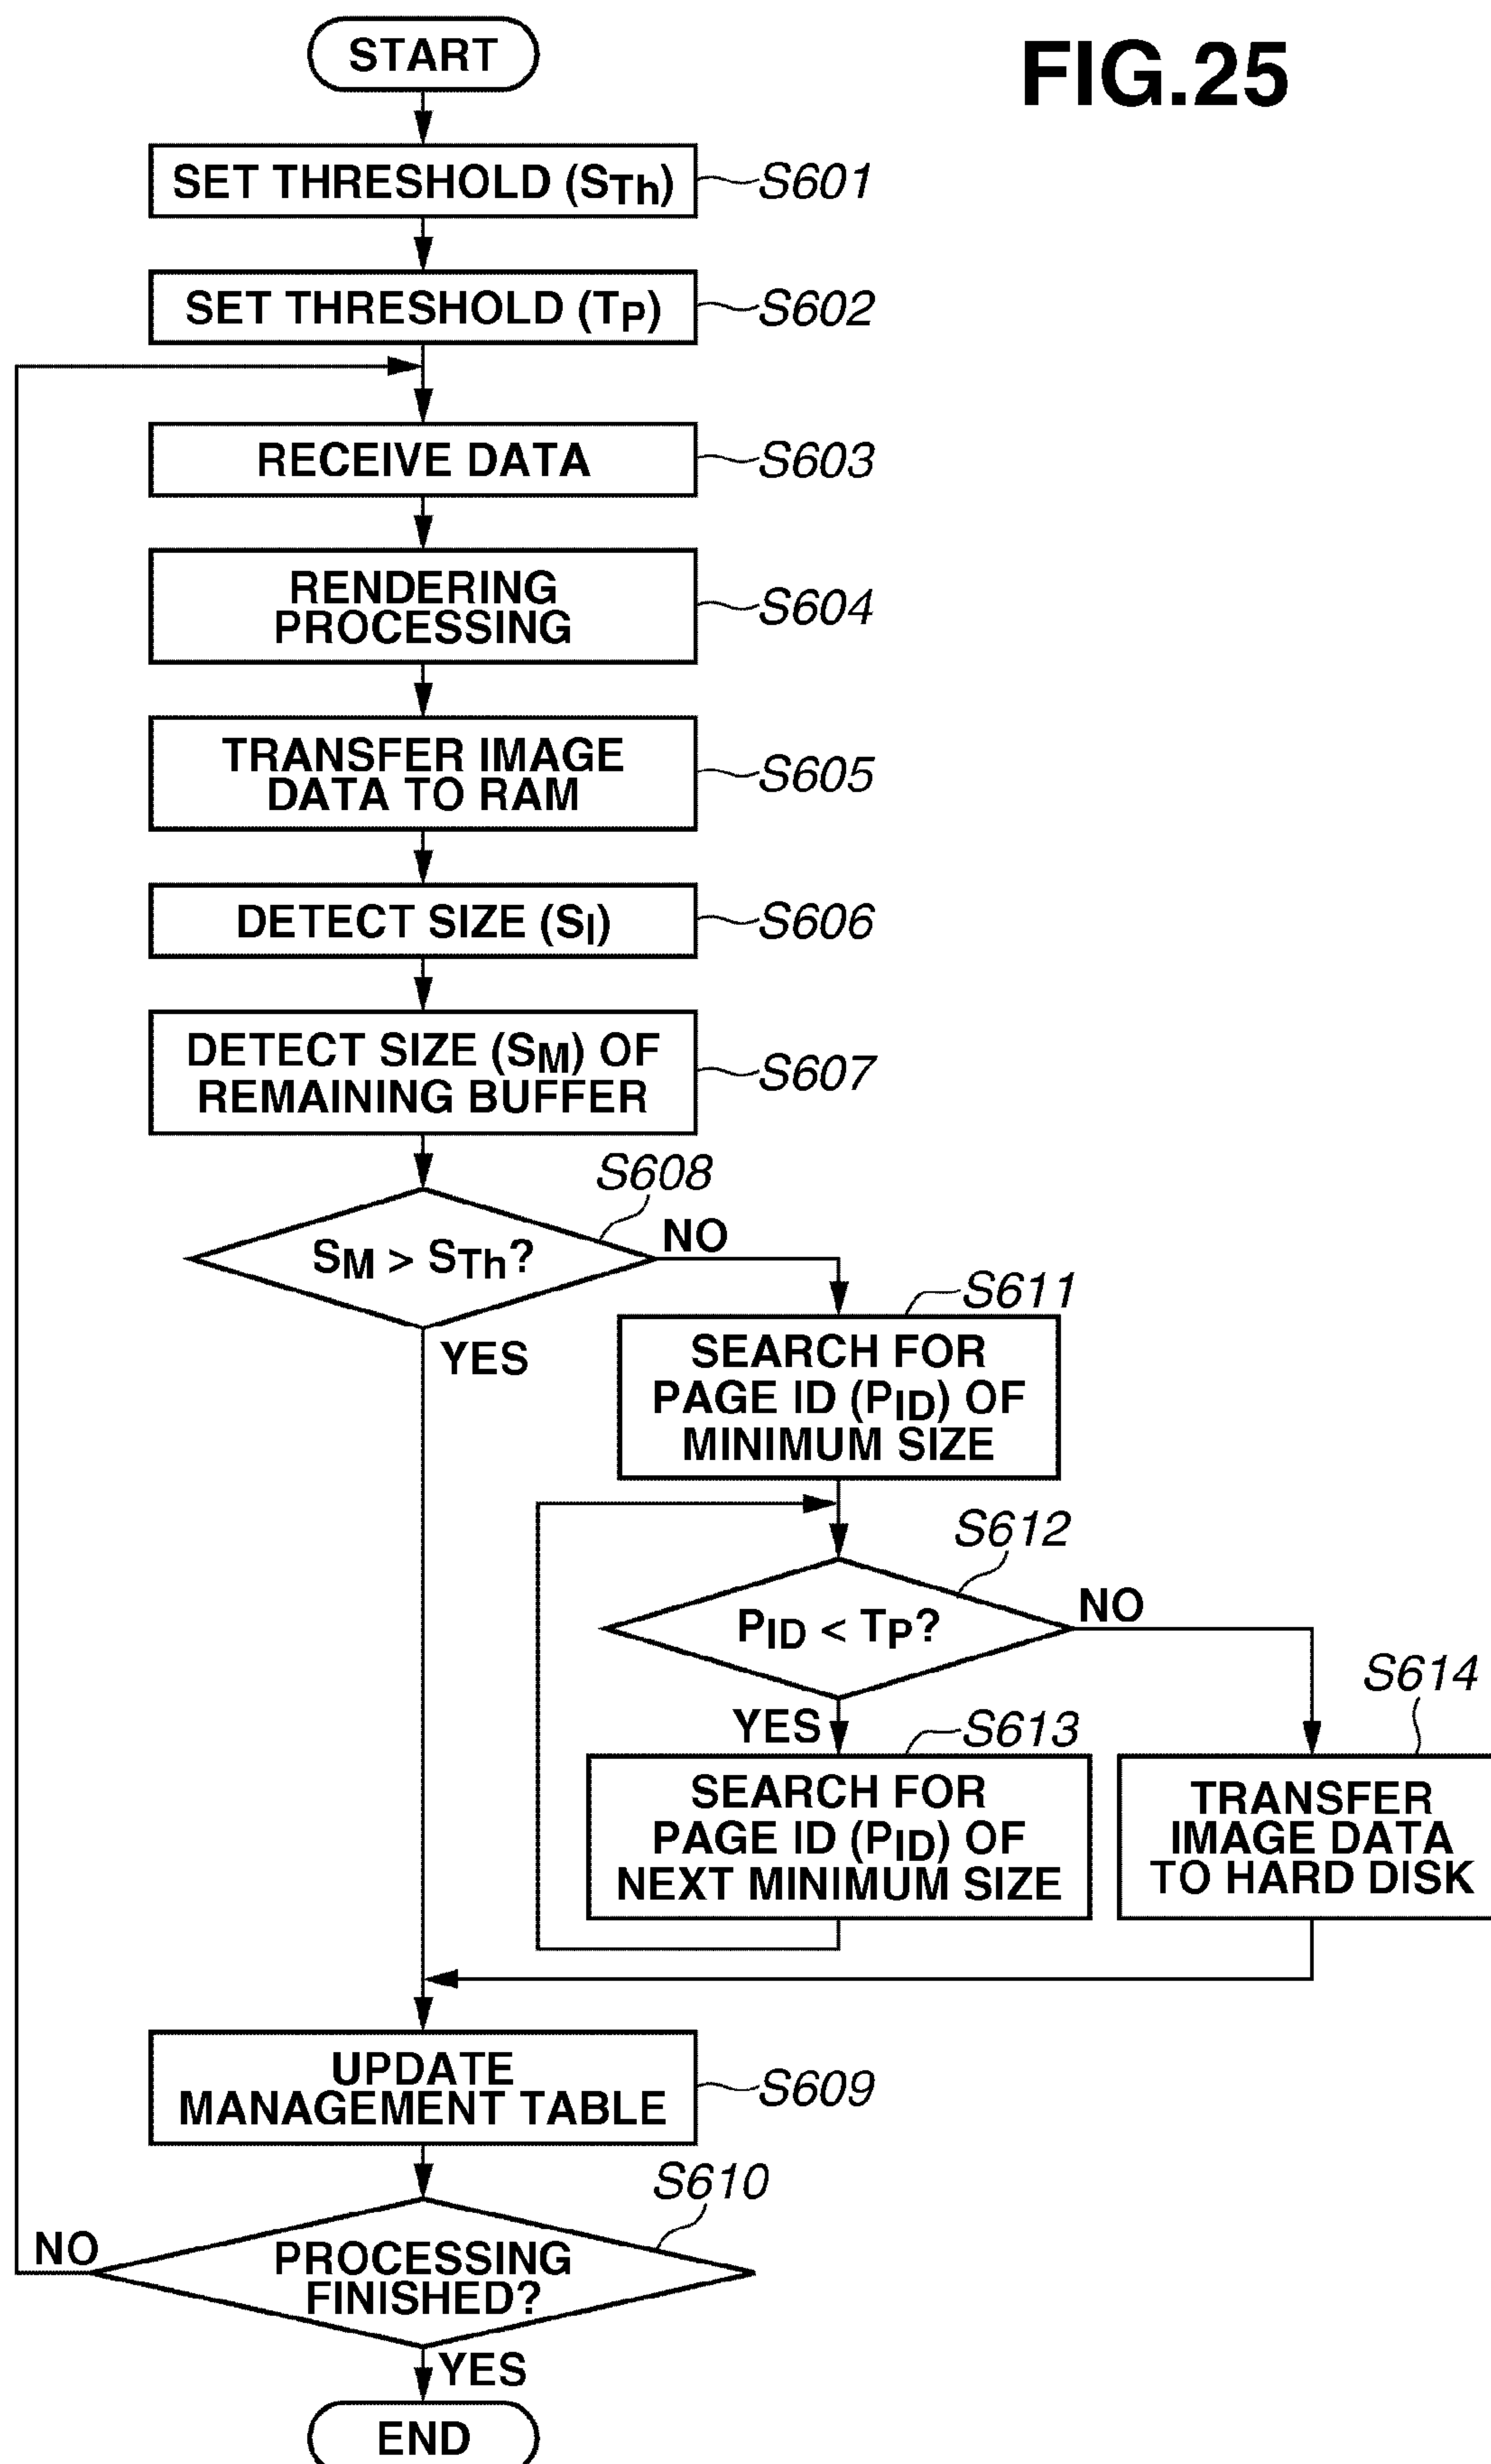 FIG.25
START
SET THRESHOLD (STh)
S601
SET THRESHOLD (TP)
S602
RECEIVE DATA
S603
RENDERING
PROCESSING
S604
TRANSFER IMAGE
DATA TO RAM
S605
DETECT SIZE (SI)
S606
DETECT SIZE (SM) OF
REMAINING BUFFER
S607
S608
SM > STh?
NO
YES
S611
SEARCH FOR
PAGE ID (PID) OF
MINIMUM SIZE
S612
PID < TP?
NO
YES
S613
SEARCH FOR
PAGE ID (PID) OF
NEXT MINIMUM SIZE
S614
TRANSFER
IMAGE DATA
TO HARD DISK
UPDATE
MANAGEMENT TABLE
S609
S610
PROCESSING
FINISHED?
NO
YES
END